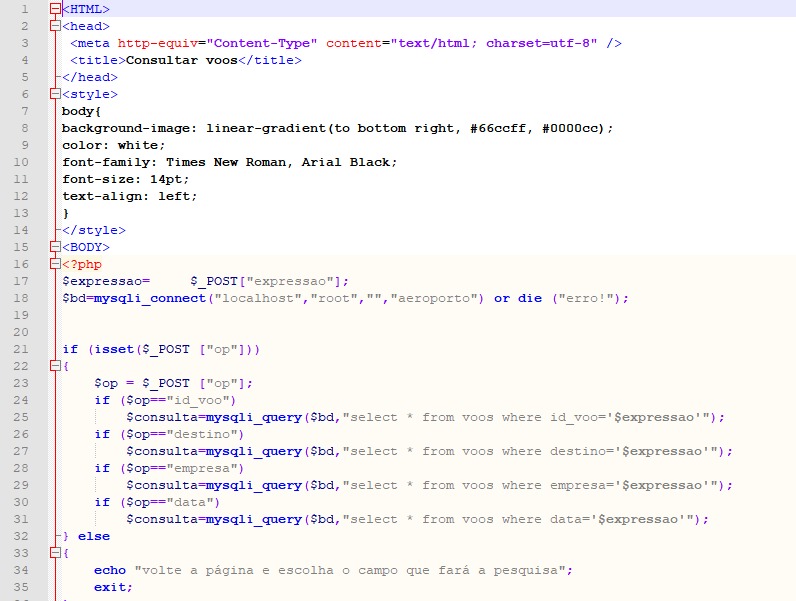 1 <HTML>
2 <head>
3 <meta http-equiv="Content-Type" content="text/html; charset=utf-8" />
4 <title>Consultar voos</title>
5 </head>
6 <style>
7 body{
8 background-image: linear-gradient(to bottom right, #66ccff, #0000cc);
9 color: white;
10 font-family: Times New Roman, Arial Black;
11 font-size: 14pt;
12 text-align: left;
13 }
14 </style>
15 <BODY>
16 <?php
17 $expressao=     $_POST["expressao"];
18 $bd=mysqli_connect("localhost","root","","aeroporto") or die ("erro!");
19
20
21 if (isset($_POST ["op"]))
22 {
23     $op = $_POST ["op"];
24     if ($op=="id_voo")
25         $consulta=mysqli_query($bd,"select * from voos where id_voo='$expressao'");
26     if ($op=="destino")
27         $consulta=mysqli_query($bd,"select * from voos where destino='$expressao'");
28     if ($op=="empresa")
29         $consulta=mysqli_query($bd,"select * from voos where empresa='$expressao'");
30     if ($op=="data")
31         $consulta=mysqli_query($bd,"select * from voos where data='$expressao'");
32 } else
33 {
34     echo "volte a página e escolha o campo que fará a pesquisa";
35     exit;